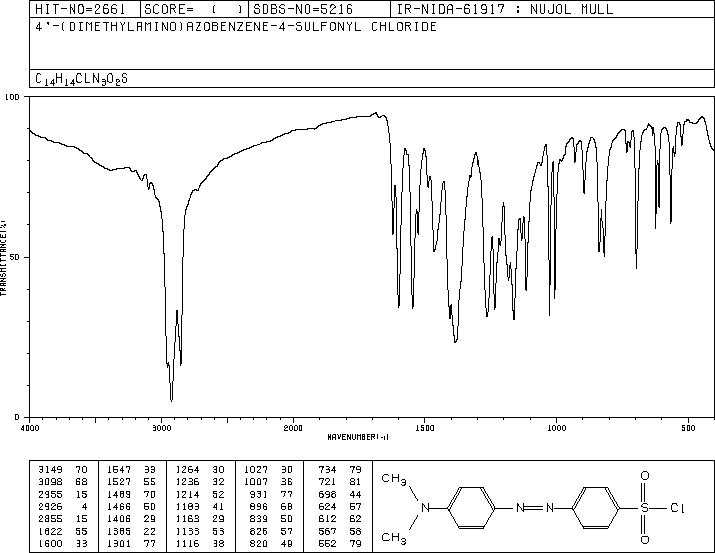 HIT-NO=2661 SCORE= ( ) SDBS-NO=5216 IR-NIDA-61917 : NUJOL MULL
4'-(DIMETHYLAMINO)AZOBENZENE-4-SULFONYL CHLORIDE
C14H14CLN3O2S
100
50
0
TRANSMITTANCE(%)
4000 3000 2000 1500 1000 500
WAVENUMBER(-1)
3149 70 1547 33 1264 30 1027 30 734 79
3098 68 1527 55 1236 32 1007 36 721 81
2955 15 1489 70 1214 52 931 77 698 44
2926 4 1466 50 1183 41 896 68 624 57
2855 15 1406 29 1163 29 839 50 612 62
1622 55 1385 22 1133 53 826 57 567 58
1600 33 1301 77 1116 38 820 49 552 79
CH3
N
CH3
N N
O
S Cl
O